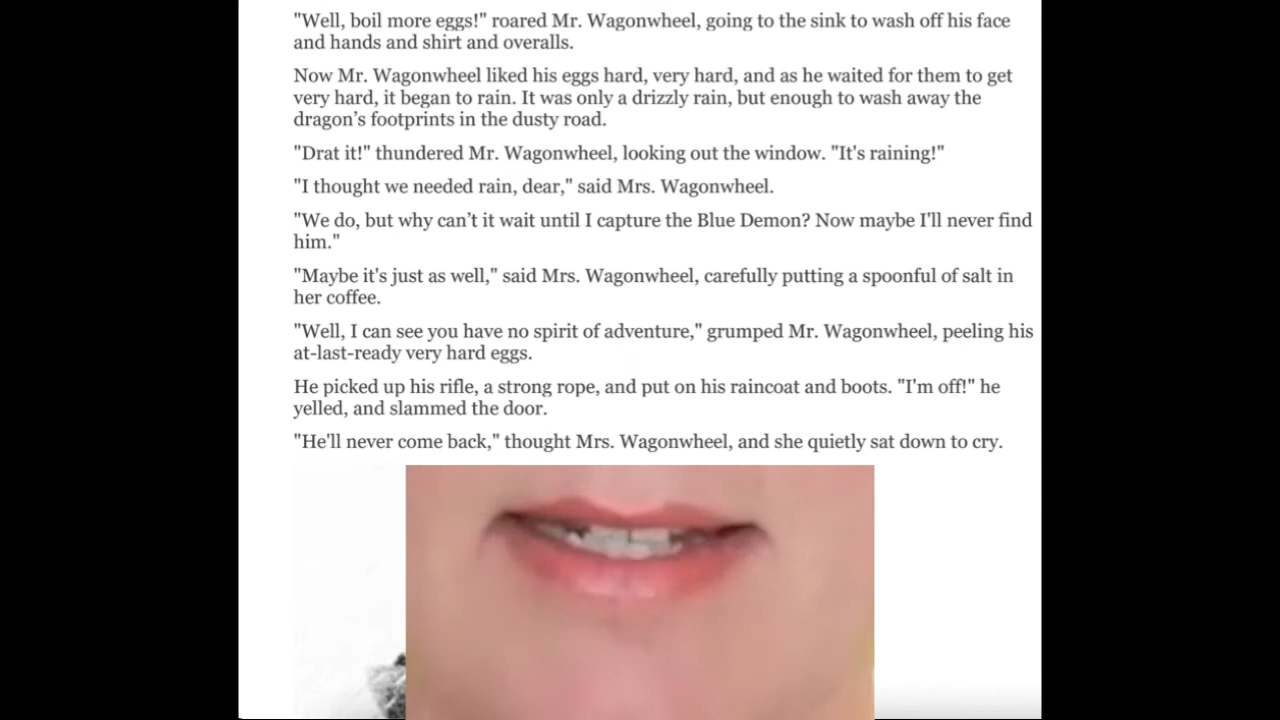 "Well, boil more eggs!" roared Mr. Wagonwheel, going to the sink to wash off his face
and hands and shirt and overalls.
Now Mr. Wagonwheel liked his eggs hard, very hard, and as he waited for them to get
very hard, it began to rain. It was only a drizzly rain, but enough to wash away the
dragon’s footprints in the dusty road.
"Drat it!" thundered Mr. Wagonwheel, looking out the window. "It's raining!"
"I thought we needed rain, dear," said Mrs. Wagonwheel.
"We do, but why can’t it wait until I capture the Blue Demon? Now maybe I'll never find
him."
"Maybe it's just as well," said Mrs. Wagonwheel, carefully putting a spoonful of salt in
her coffee.
"Well, I can see you have no spirit of adventure," grumped Mr. Wagonwheel, peeling his
at-last-ready very hard eggs.
He picked up his rifle, a strong rope, and put on his raincoat and boots. "I'm off!" he
yelled, and slammed the door.
"He'll never come back," thought Mrs. Wagonwheel, and she quietly sat down to cry.